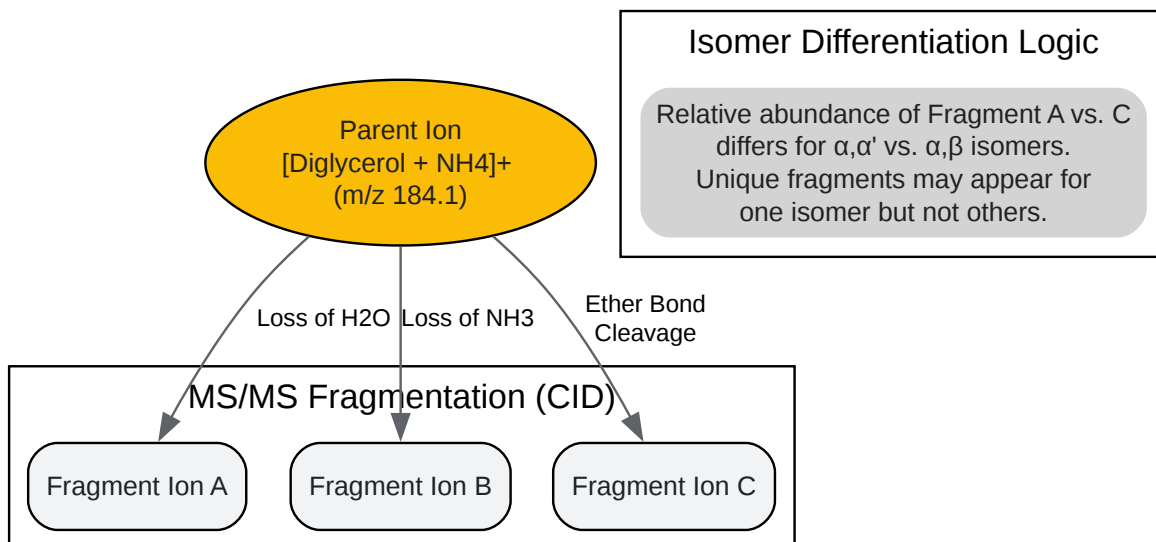 Isomer Differentiation Logic
Relative abundance of Fragment A vs. C
differs for α,α' vs. α,β isomers.
Unique fragments may appear for
one isomer but not others.
Parent Ion
[Diglycerol + NH4]+
(m/z 184.1)
Loss of H2O
Loss of NH3
Ether Bond
Cleavage
MS/MS Fragmentation (CID)
Fragment Ion A
Fragment Ion B
Fragment Ion C